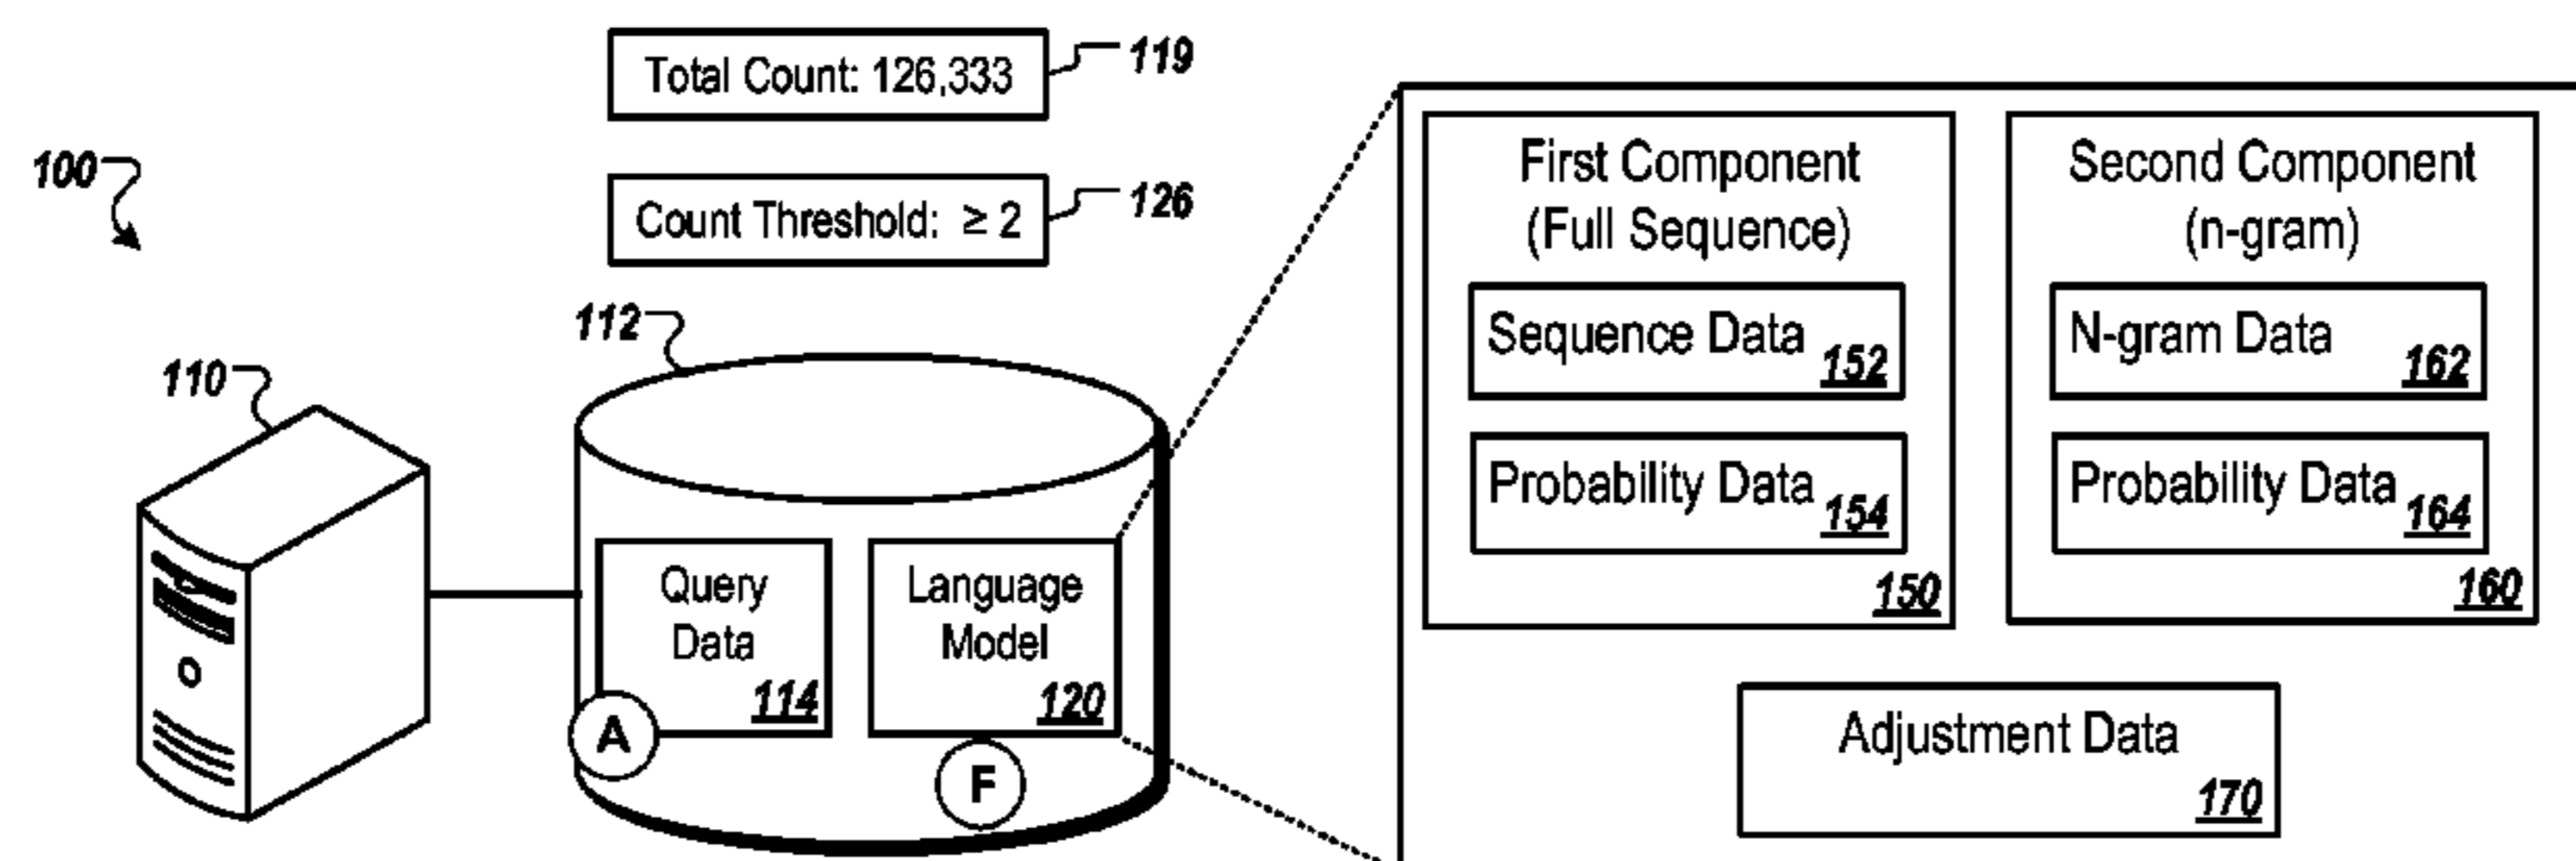 Total Count: 126,333
119
100
Count Threshold: ≥ 2
126
112
110
Query
Data
114
A
Language
Model
120
F
First Component
(Full Sequence)
Sequence Data
152
Probability Data
154
150
Second Component
(n-gram)
N-gram Data
162
Probability Data
164
160
Adjustment Data
170